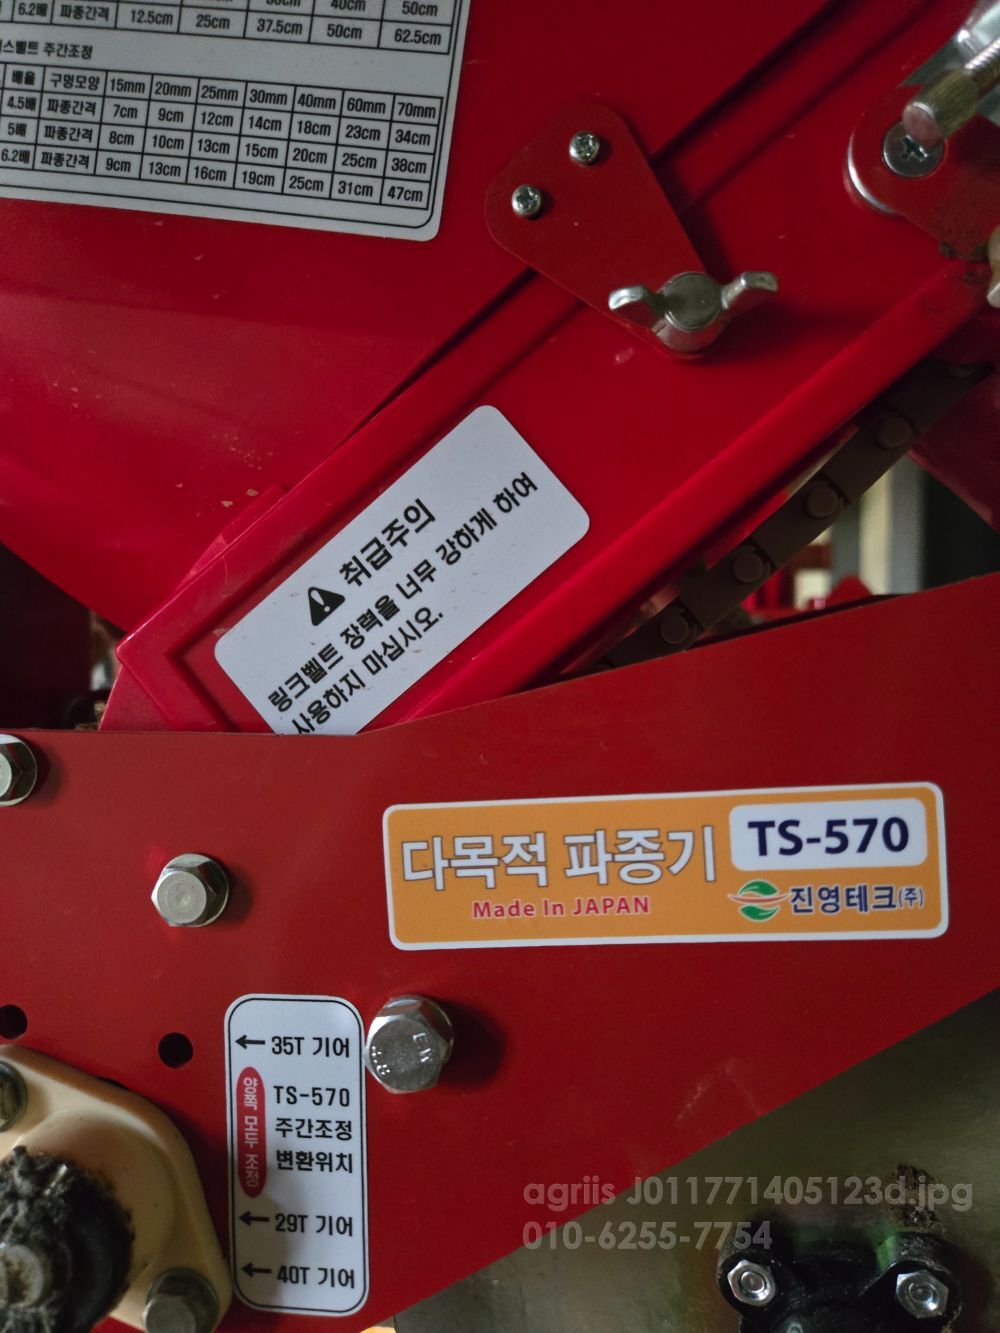 40cm 50cm
6.2배 파종간격 12.5cm 25cm 37.5cm 50cm 62.5cm
스벨트 주간조정
배율 구멍모양 15mm 20mm 25mm 30mm 40mm 60mm 70mm
4.5배 파종간격 7cm 9cm 12cm 14cm 18cm 23cm 34cm
5배 파종간격 8cm 10cm 13cm 15cm 20cm 25cm 38cm
6.2배 파종간격 9cm 13cm 16cm 19cm 25cm 31cm 47cm
취급주의
링크벨트 장력을 너무 강하게 하여
사용하지 마십시오.
다목적 파종기 TS-570
Made In JAPAN 진영테크(주)
← 35T 기어
양쪽 모두 조정
TS-570
주간조정
변환위치
← 29T 기어
← 40T 기어
agriis J011771405123d.jpg
010-6255-7754